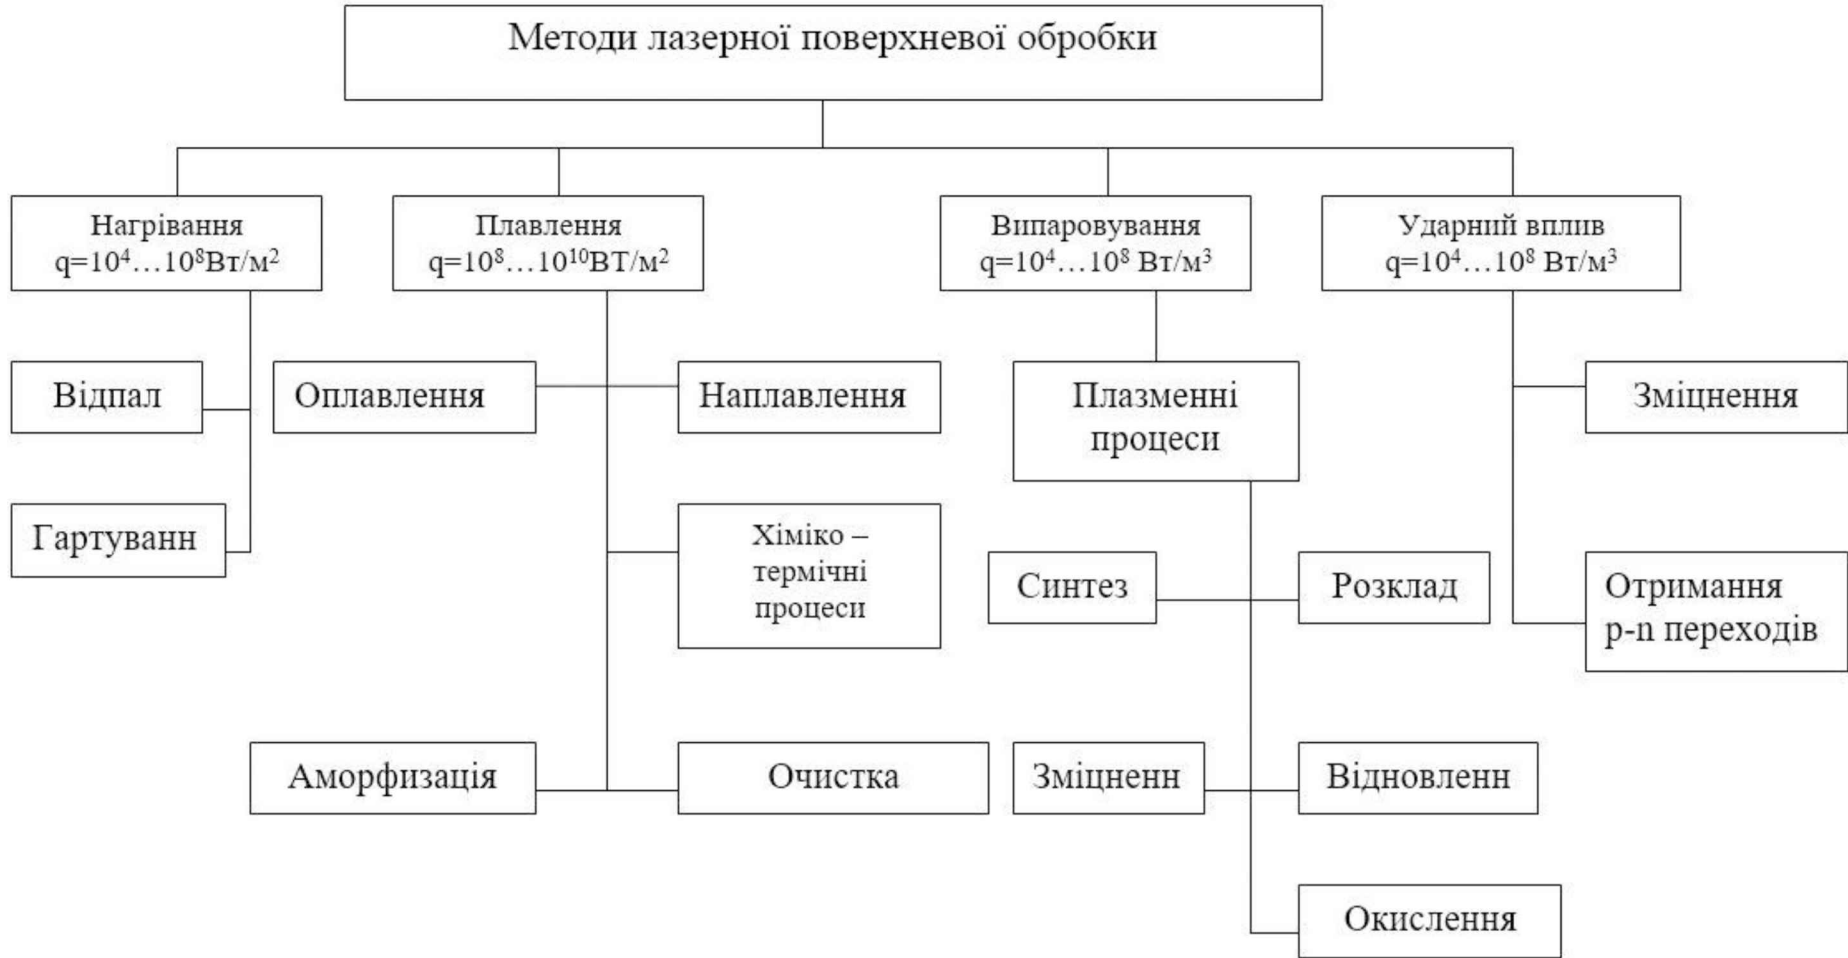 Методи лазерної поверхневої обробки
Нагрівання
q=10⁴…10⁸Вт/м²
Плавлення
q=10⁸…10¹⁰ВТ/м²
Випаровування
q=10⁴…10⁸ Вт/м³
Ударний вплив
q=10⁴…10⁸ Вт/м³
Відпал
Оплавлення
Наплавлення
Плазменні
процеси
Зміцнення
Гартуванн
Хіміко –
термічні
процеси
Синтез
Розклад
Отримання
p-n переходів
Аморфизація
Очистка
Зміцненн
Відновленн
Окислення